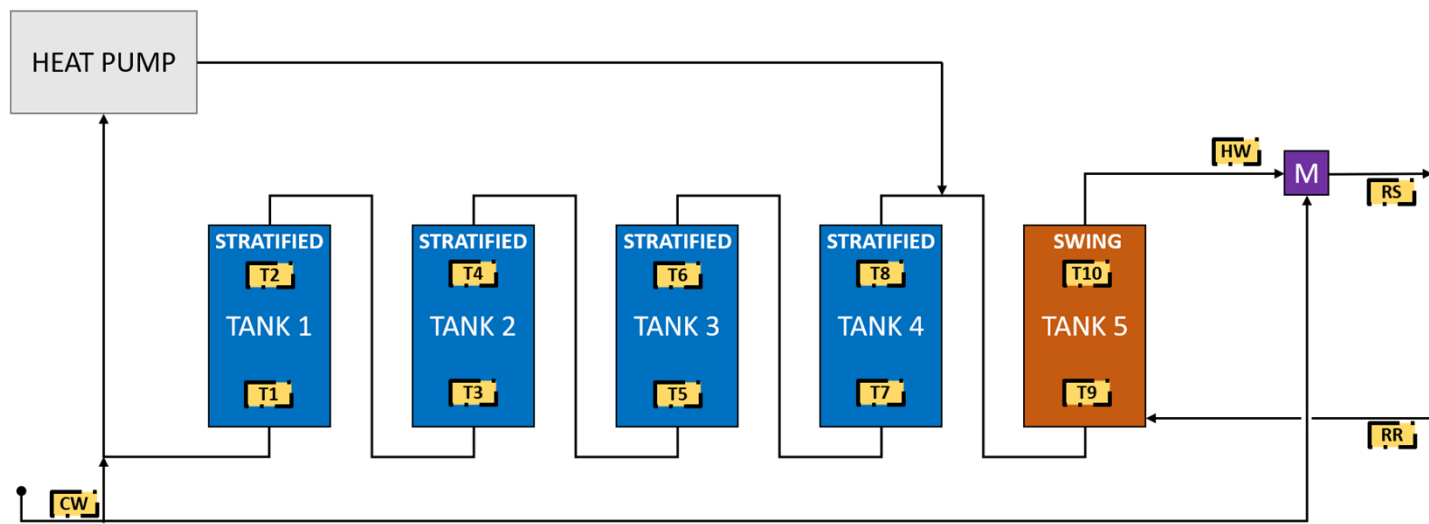 HEAT PUMP
HW
M
RS
STRATIFIED
STRATIFIED
STRATIFIED
STRATIFIED
SWING
T2
T4
T6
T8
T10
TANK 1
TANK 2
TANK 3
TANK 4
TANK 5
T1
T3
T5
T7
T9
RR
CW